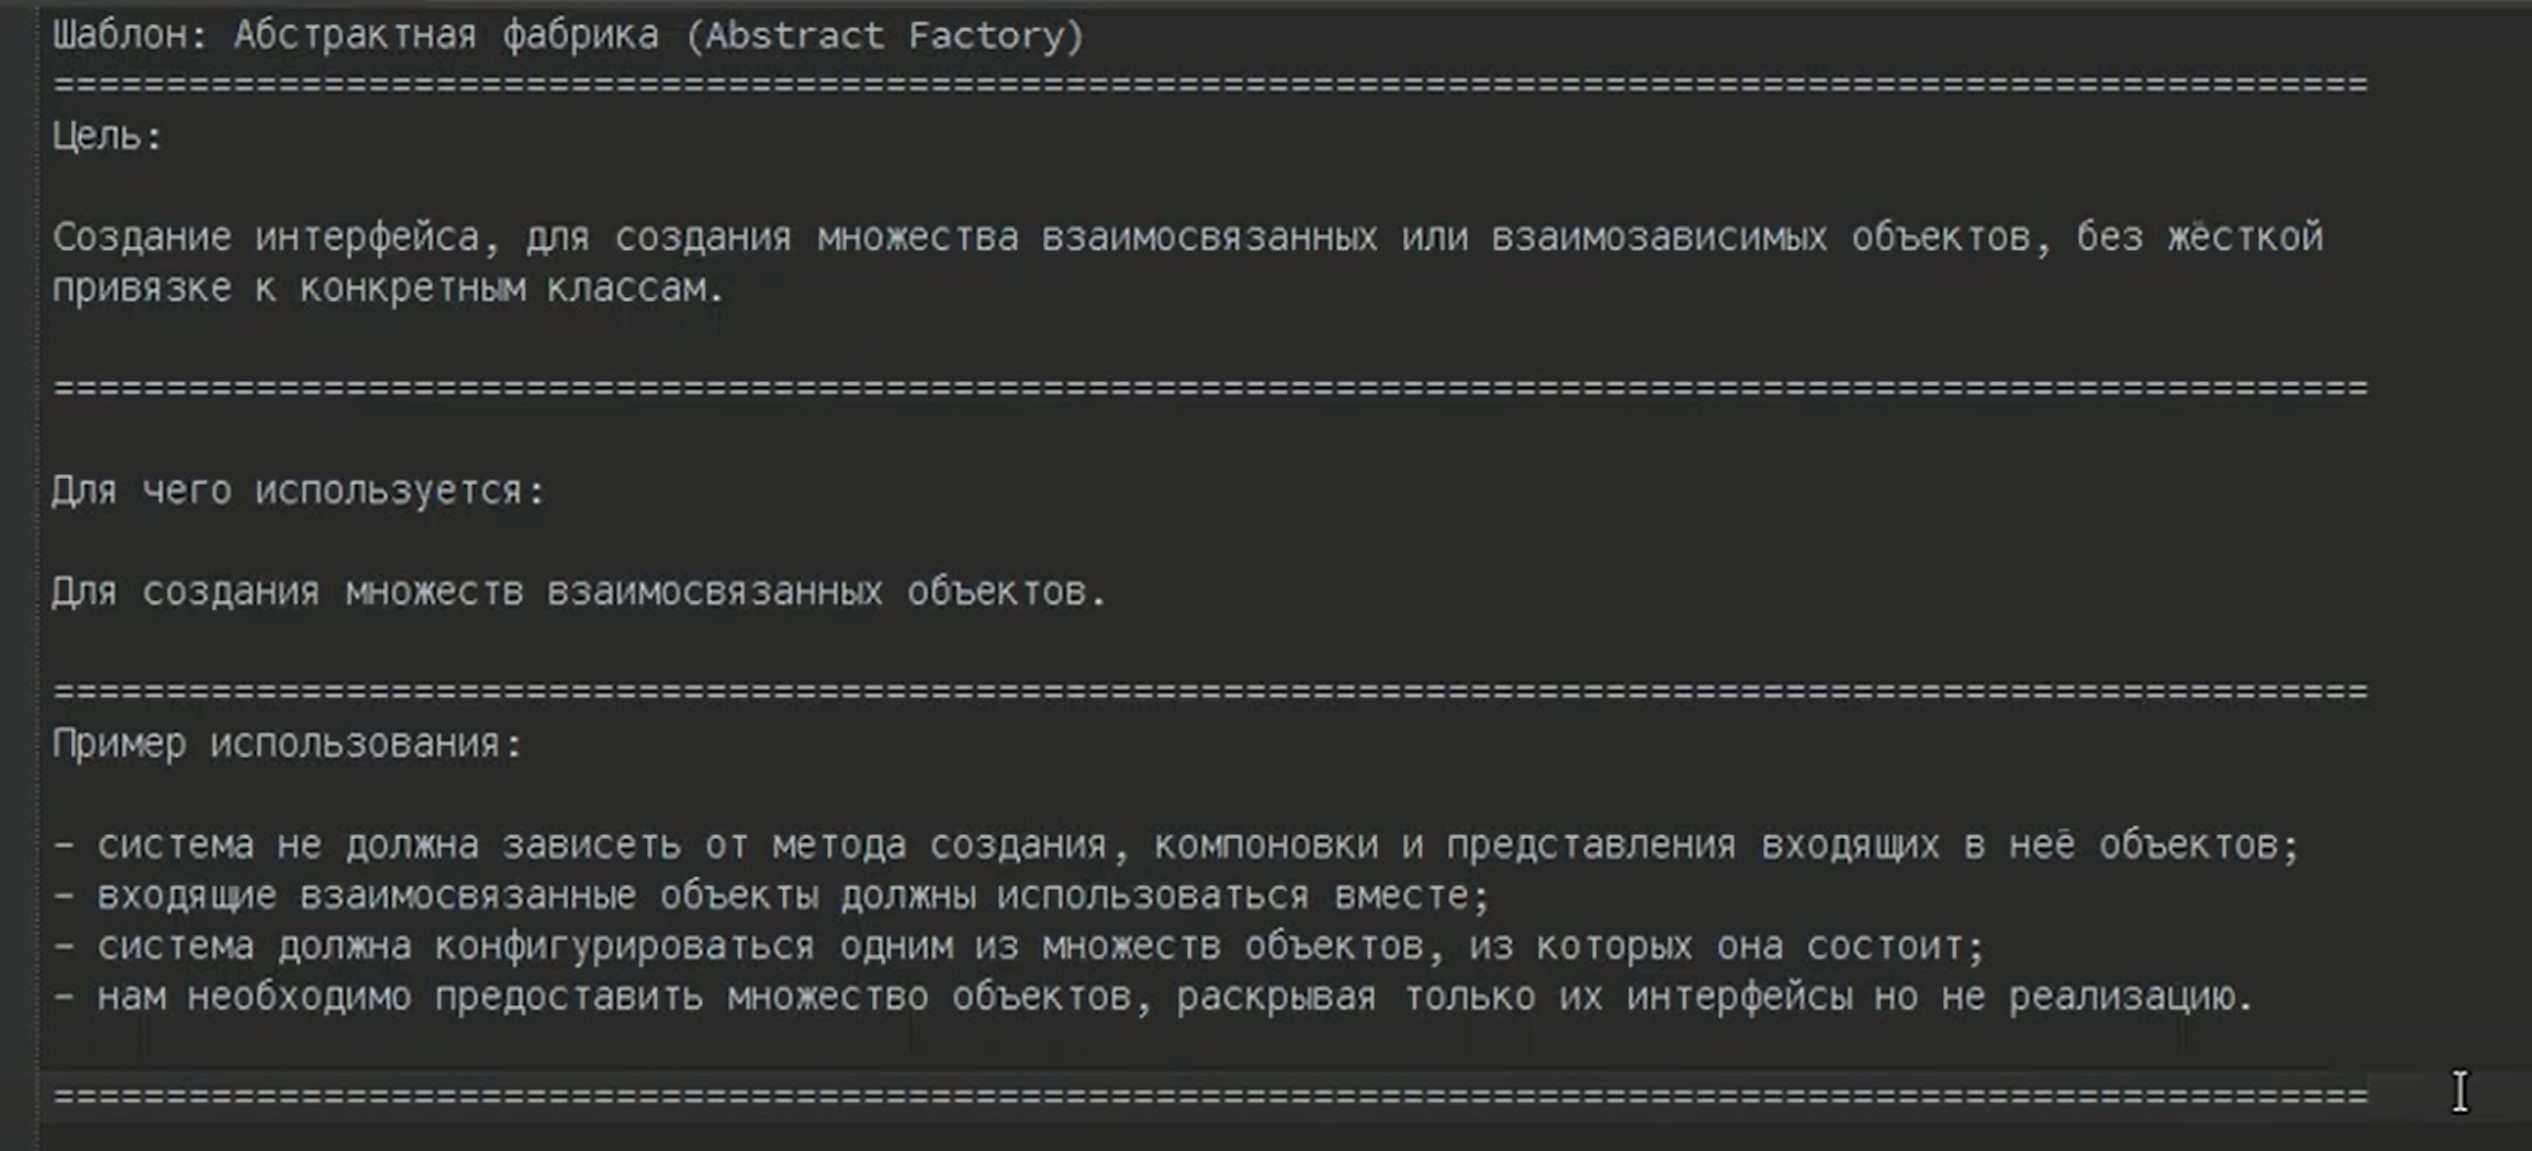 Шаблон: Абстрактная фабрика (Abstract Factory)
=======================================================================================================
Цель:
Создание интерфейса, для создания множества взаимосвязанных или взаимозависимых объектов, без жёсткой
привязке к конкретным классам.
=======================================================================================================
Для чего используется:
Для создания множеств взаимосвязанных объектов.
=======================================================================================================
Пример использования:
- система не должна зависеть от метода создания, компоновки и представления входящих в неё объектов;
- входящие взаимосвязанные объекты должны использоваться вместе;
- система должна конфигурироваться одним из множеств объектов, из которых она состоит;
- нам необходимо предоставить множество объектов, раскрывая только их интерфейсы но не реализацию.
=======================================================================================================